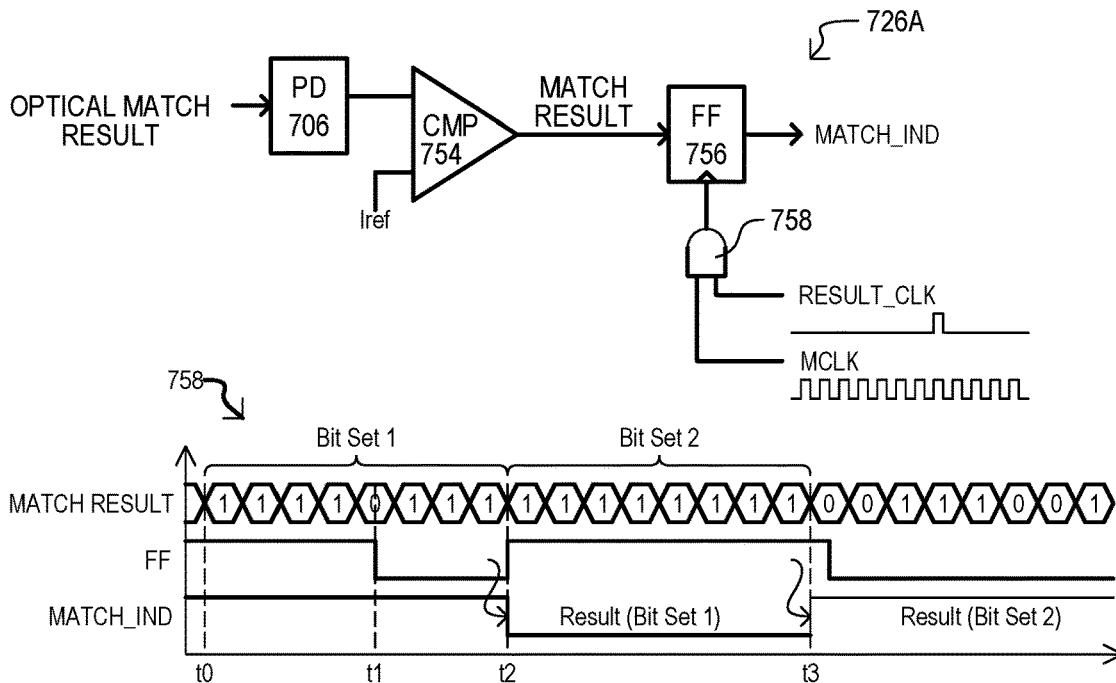 726A
OPTICAL MATCH
RESULT
PD
706
CMP
754
Iref
MATCH
RESULT
FF
756
MATCH_IND
758
RESULT_CLK
MCLK
758
Bit Set 1
Bit Set 2
MATCH RESULT
1 1 1 1 0 1 1 1 1 1 1 1 1 1 1 1 0 0 1 1 1 0 0 1
FF
MATCH_IND
Result (Bit Set 1)
Result (Bit Set 2)
t0
t1
t2
t3